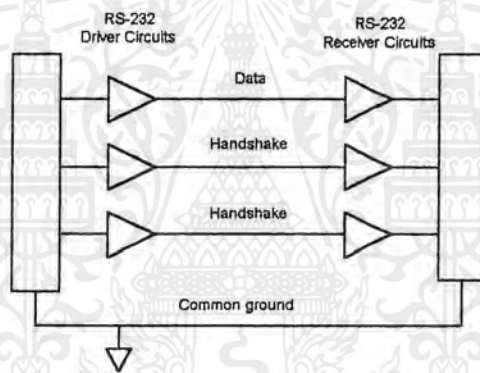 RS-232
Driver Circuits
RS-232
Receiver Circuits
Data
Handshake
Handshake
Common ground